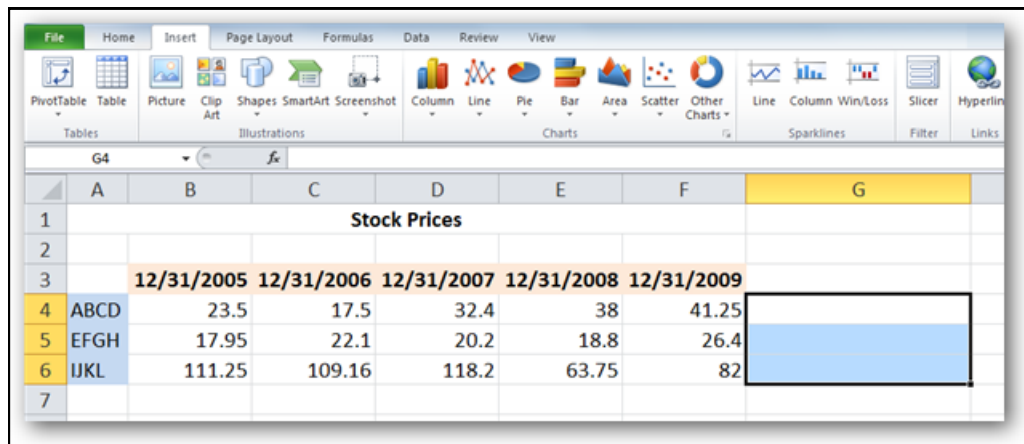 File Home Insert Page Layout Formulas Data Review View
PivotTable Table Picture Clip Art Shapes SmartArt Screenshot Column Line Pie Bar Area Scatter Other Charts Line Column Win/Loss Slicer Hyperlin
Tables Illustrations Charts Sparklines Filter Links
G4 fx
A B C D E F G
1 Stock Prices
2
3 12/31/2005 12/31/2006 12/31/2007 12/31/2008 12/31/2009
4 ABCD 23.5 17.5 32.4 38 41.25
5 EFGH 17.95 22.1 20.2 18.8 26.4
6 IJKL 111.25 109.16 118.2 63.75 82
7